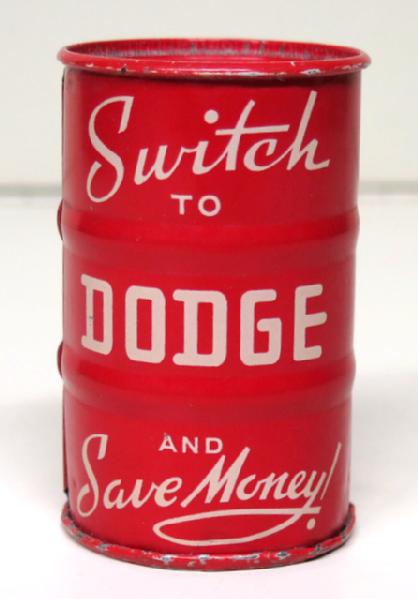 Switch
TO
DODGE
AND
Save Money!